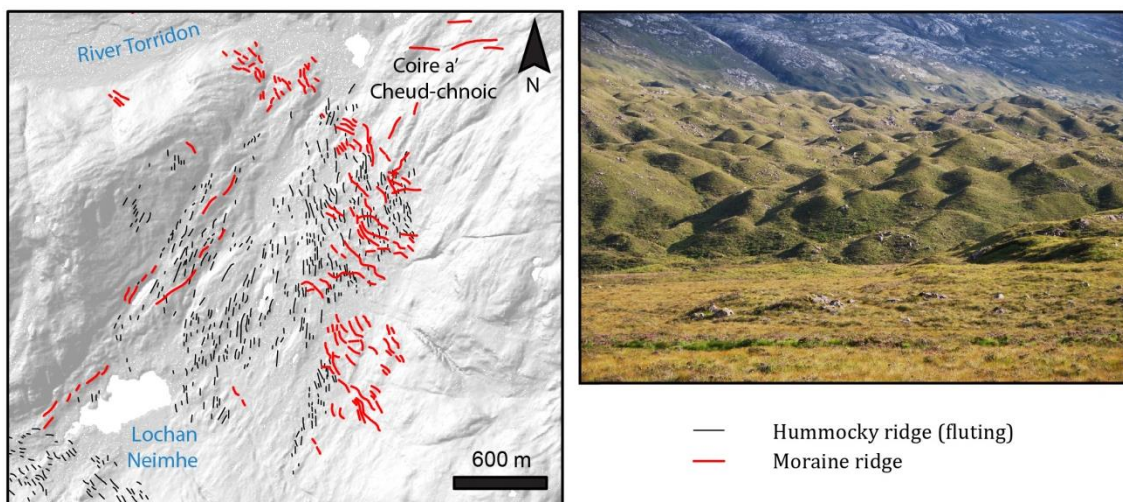 River Torridon
Coire a'
Cheud-chnoic
N
Lochan
Neimhe
600 m
Hummocky ridge (fluting)
Moraine ridge